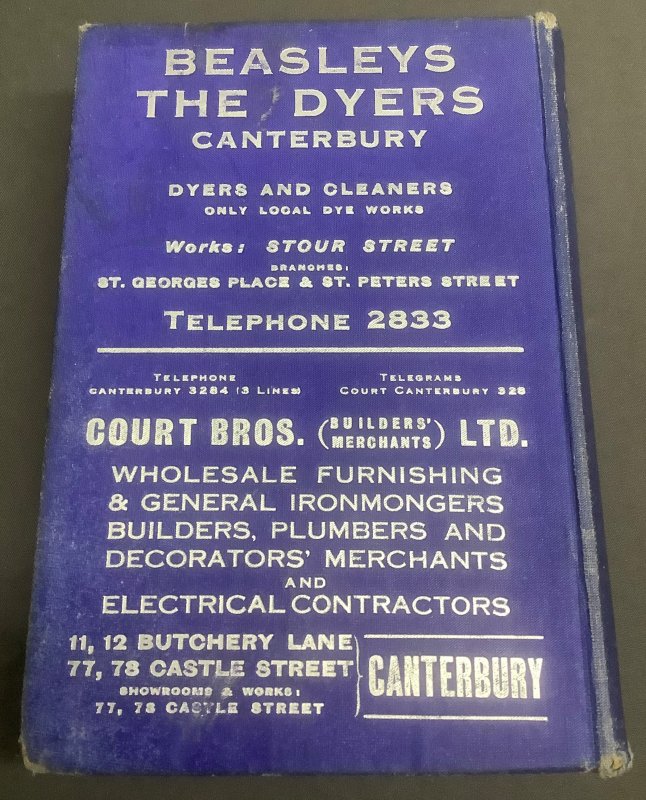 BEASLEYS
THE DYERS
CANTERBURY
DYERS AND CLEANERS
ONLY LOCAL DYE WORKS
Works: STOUR STREET
BRANCHES:
ST. GEORGES PLACE & ST. PETERS STREET
TELEPHONE 2833
TELEPHONE
CANTERBURY 3284 (3 LINES)
TELEGRAMS
COURT CANTERBURY 328
COURT BROS. (BUILDERS' MERCHANTS) LTD.
WHOLESALE FURNISHING
& GENERAL IRONMONGERS
BUILDERS, PLUMBERS AND
DECORATORS' MERCHANTS
AND
ELECTRICAL CONTRACTORS
11, 12 BUTCHERY LANE
77, 78 CASTLE STREET
SHOWROOMS & WORKS:
77, 78 CASTLE STREET
CANTERBURY